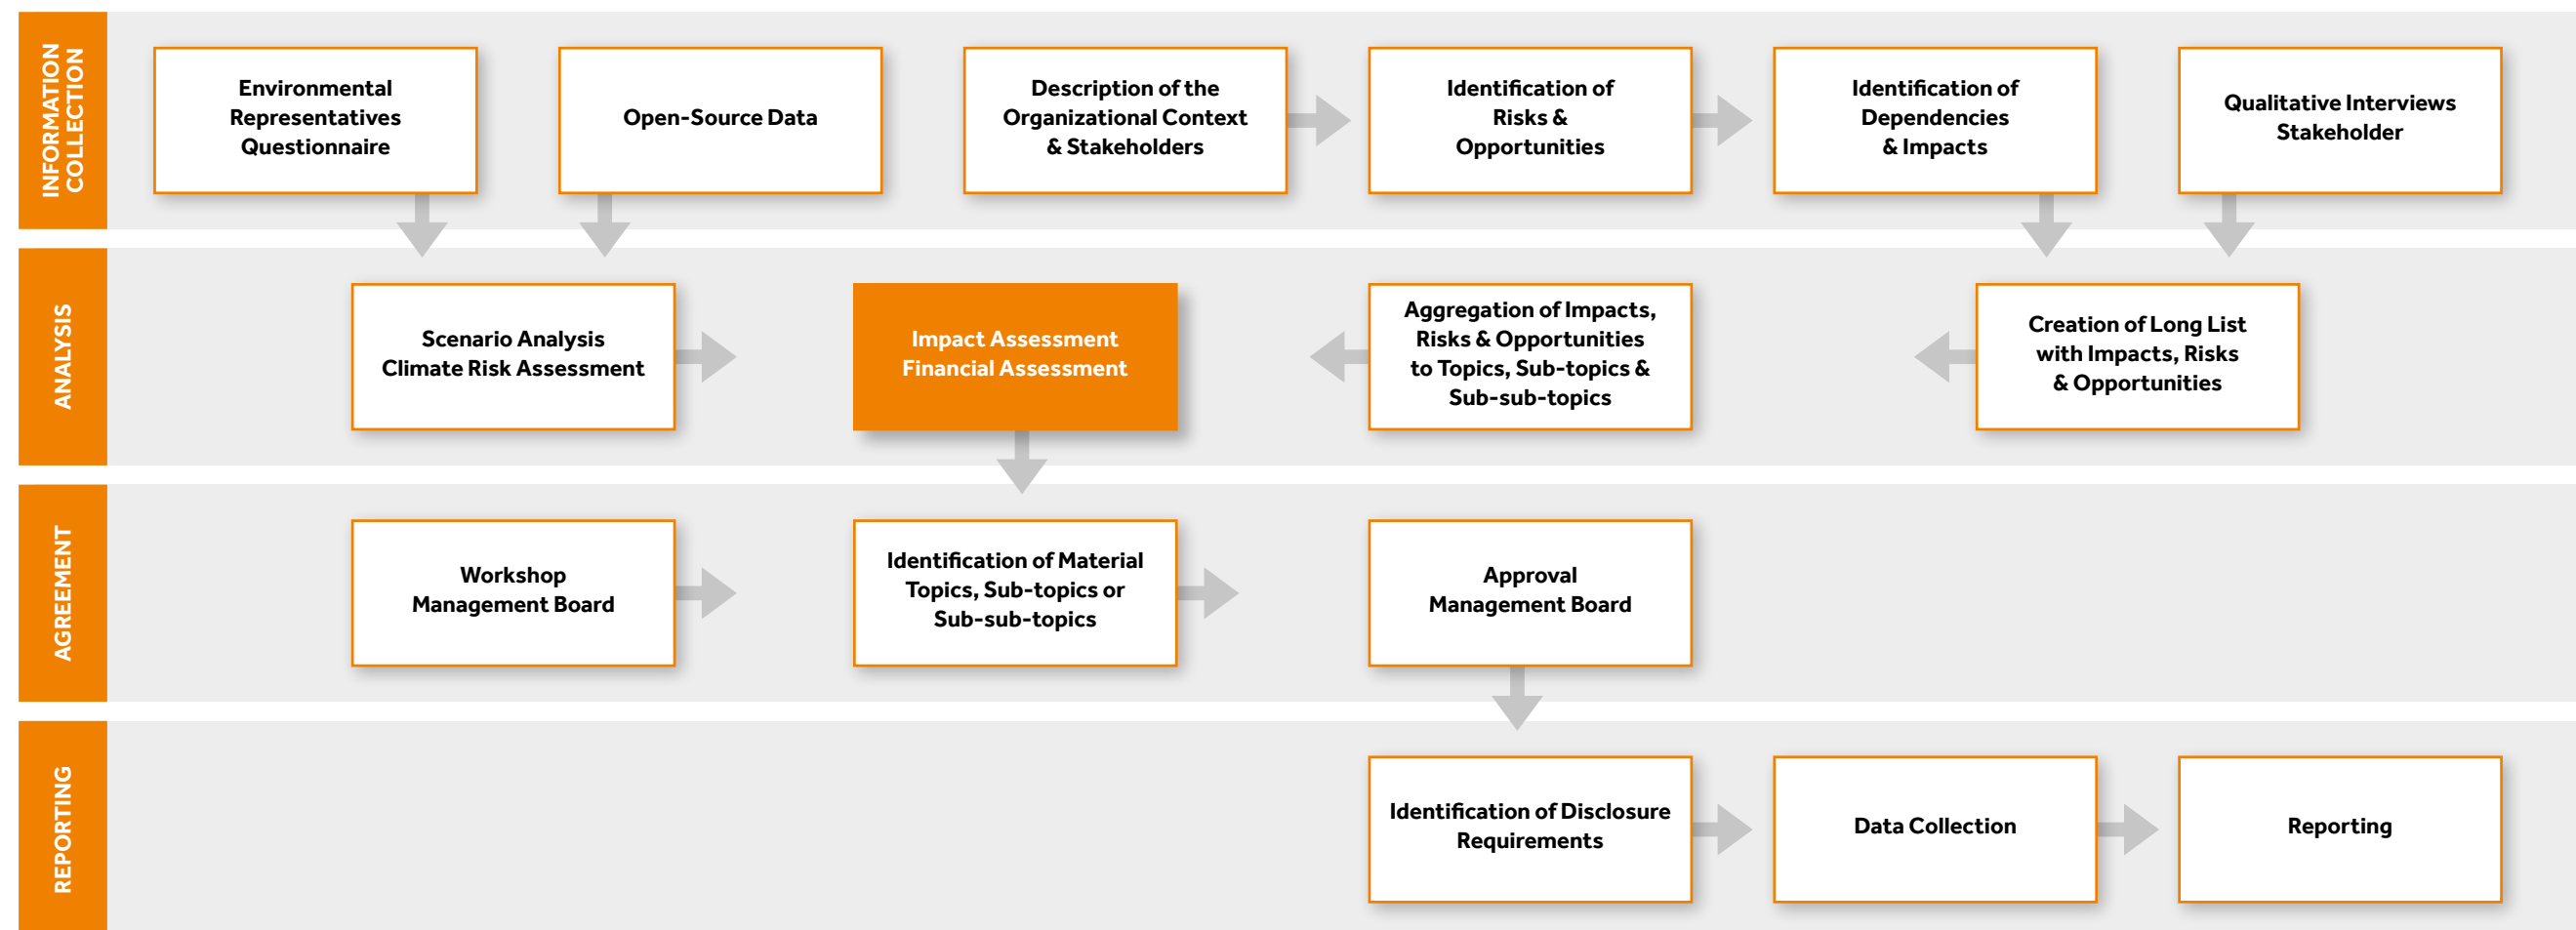 INFORMATION
COLLECTION
Environmental
Representatives
Questionnaire
Open-Source Data
Description of the
Organizational Context
& Stakeholders
Identification of
Risks &
Opportunities
Identification of
Dependencies
& Impacts
Qualitative Interviews
Stakeholder
ANALYSIS
Scenario Analysis
Climate Risk Assessment
Impact Assessment
Financial Assessment
Aggregation of Impacts,
Risks & Opportunities
to Topics, Sub-topics &
Sub-sub-topics
Creation of Long List
with Impacts, Risks
& Opportunities
AGREEMENT
Workshop
Management Board
Identification of Material
Topics, Sub-topics or
Sub-sub-topics
Approval
Management Board
REPORTING
Identification of Disclosure
Requirements
Data Collection
Reporting